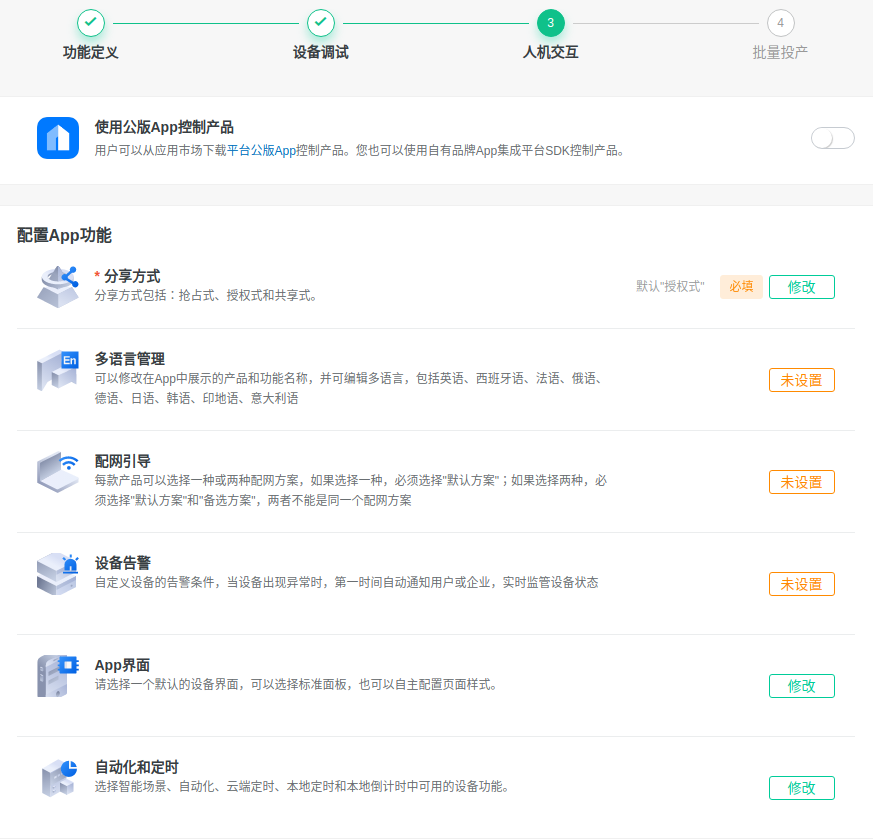 3
4
功能定义
设备调试
人机交互
批量投产
使用公版App控制产品
用户可以从应用市场下载平台公版App控制产品。您也可以使用自有品牌App集成平台SDK控制产品。
配置App功能
* 分享方式
分享方式包括：抢占式、授权式和共享式。
默认"授权式"
必填
修改
En
多语言管理
可以修改在App中展示的产品和功能名称，并可编辑多语言，包括英语、西班牙语、法语、俄语、
德语、日语、韩语、印地语、意大利语
未设置
配网引导
每款产品可以选择一种或两种配网方案，如果选择一种，必须选择"默认方案"；如果选择两种，必
须选择"默认方案"和"备选方案"，两者不能是同一个配网方案
未设置
设备告警
自定义设备的告警条件，当设备出现异常时，第一时间自动通知用户或企业，实时监管设备状态
未设置
App界面
请选择一个默认的设备界面，可以选择标准面板，也可以自主配置页面样式。
修改
自动化和定时
选择智能场景、自动化、云端定时、本地定时和本地倒计时中可用的设备功能。
修改